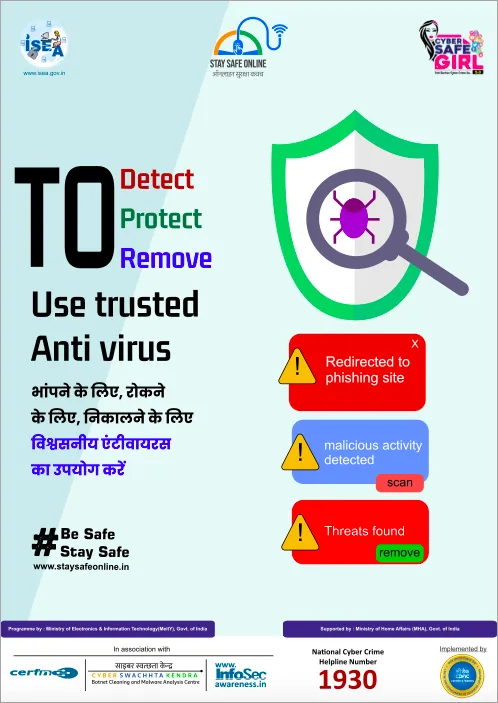 ISEA
www.isea.gov.in
STAY SAFE ONLINE
ऑनलाइन सुरक्षा कवच
CYBER
SAFE
GIRL
TO
Detect
Protect
Remove
Use trusted
Anti virus
भांपने के लिए, रोकने
के लिए, निकालने के लिए
विश्वसनीय एंटीवायरस
का उपयोग करें
X
Redirected to
phishing site
malicious activity
detected
scan
Threats found
remove
#Be Safe
Stay Safe
www.staysafeonline.in
Programme by : Ministry of Electronics & Information Technology(MeitY), Govt. of India
Supported by : Ministry of Home Affairs (MHA), Govt. of India
In association with
साइबर स्वच्छता केन्द्र
CYBER SWACHHTA KENDRA
Botnet Cleaning and Malware Analysis Centre
www.
InfoSec
awareness.in
National Cyber Crime
Helpline Number
1930
Implemented by